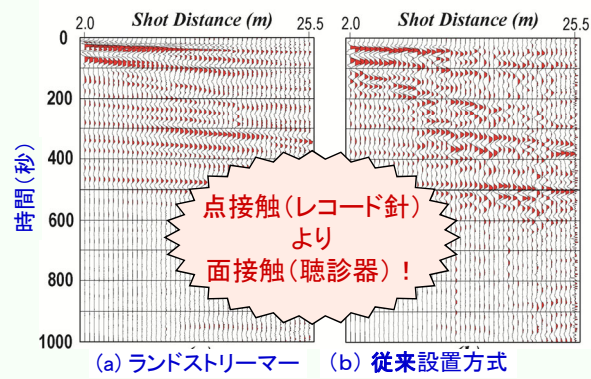 2.0 Shot Distance (m) 25.5 2.0 Shot Distance (m) 25.5
0
200
400
600
800
1000
時間(秒)
点接触(レコード針)
より
面接触(聴診器)!
(a) ランドストリーマー (b) 従来設置方式